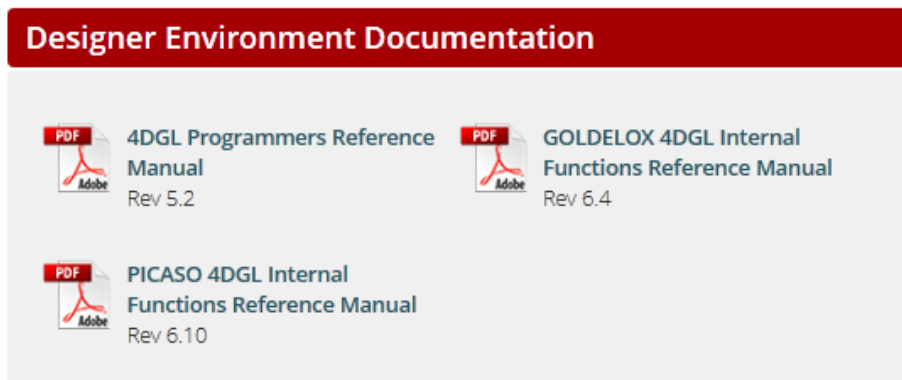 Designer Environment Documentation
PDF
Adobe
4DGL Programmers Reference
Manual
Rev 5.2
PDF
Adobe
GOLDELOX 4DGL Internal
Functions Reference Manual
Rev 6.4
PDF
Adobe
PICASO 4DGL Internal
Functions Reference Manual
Rev 6.10